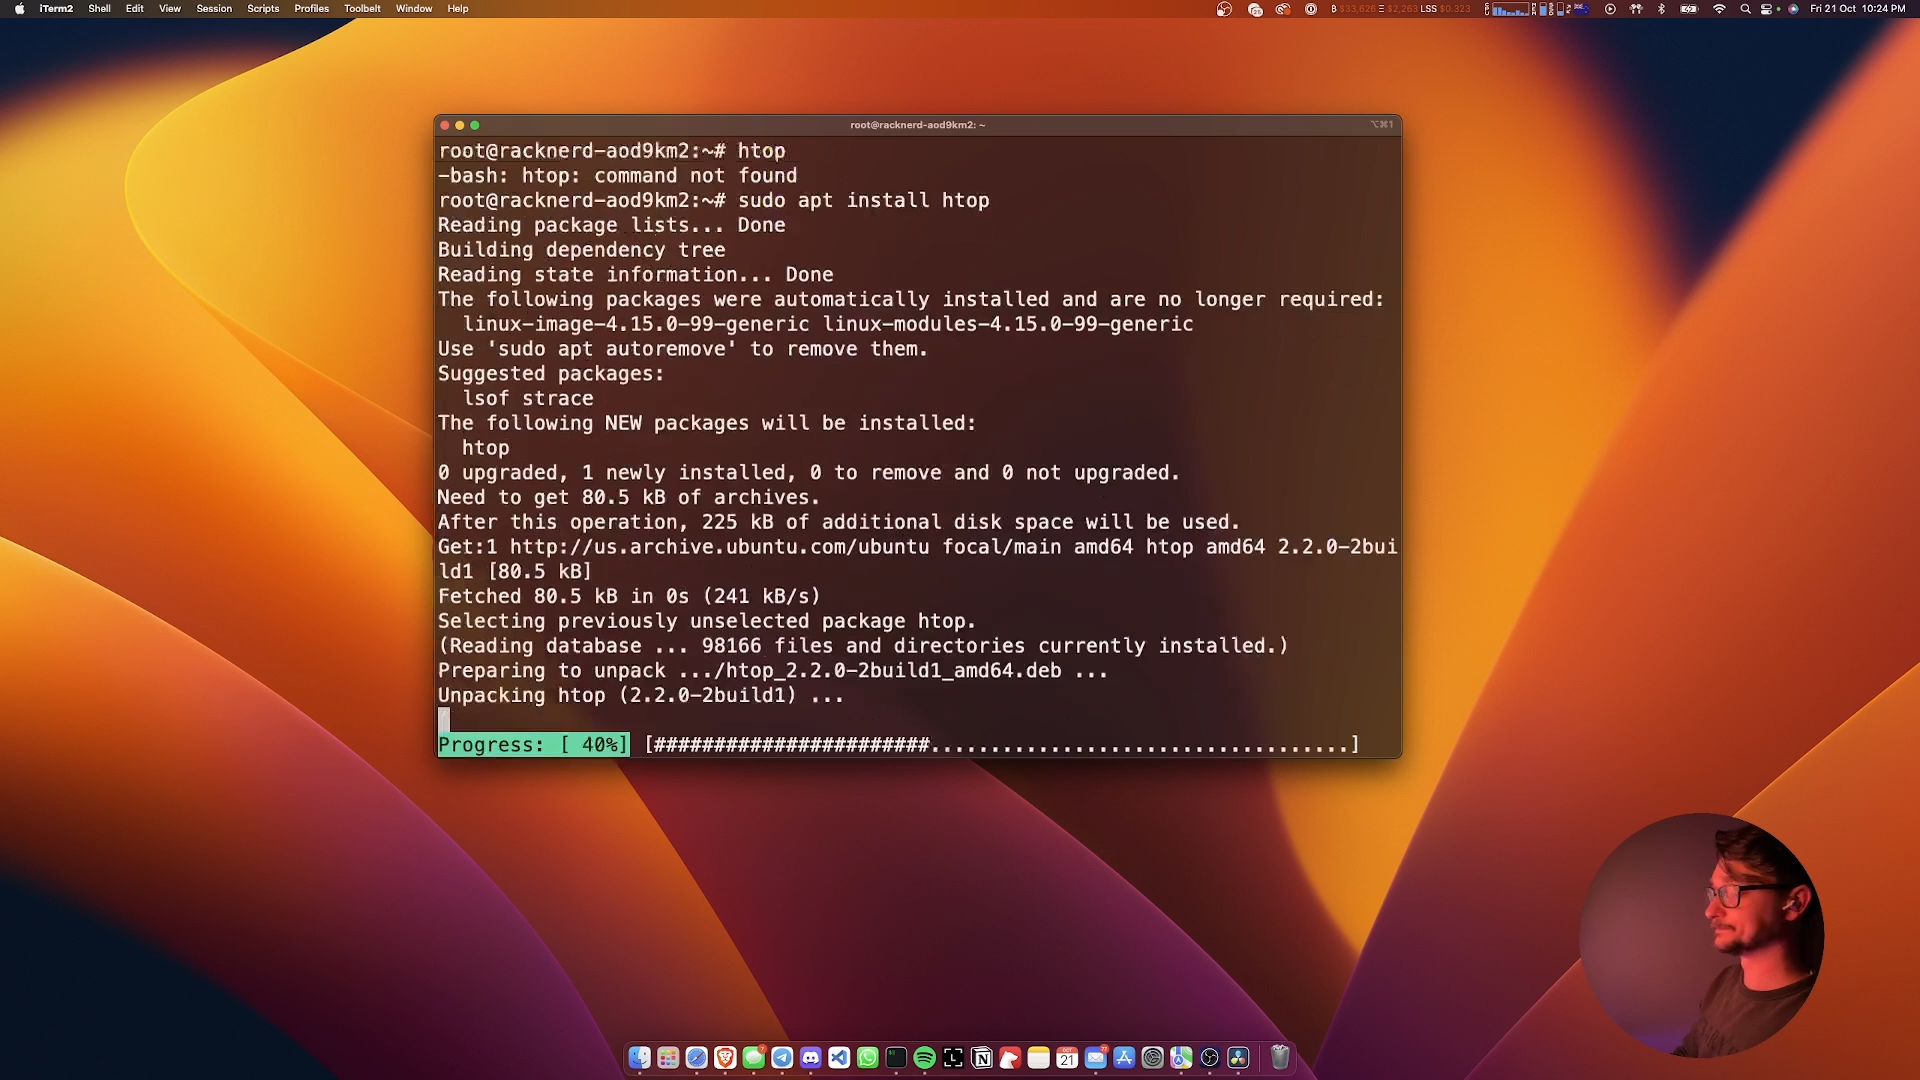 iTerm2 Shell Edit View Session Scripts Profiles Toolbelt Window Help
$33,626 $2,263 LSS $0.323 Fri 21 Oct 10:24 PM
root@racknerd-aod9km2: ~
⌥⌘1
root@racknerd-aod9km2:~# htop
-bash: htop: command not found
root@racknerd-aod9km2:~# sudo apt install htop
Reading package lists... Done
Building dependency tree
Reading state information... Done
The following packages were automatically installed and are no longer required:
linux-image-4.15.0-99-generic linux-modules-4.15.0-99-generic
Use 'sudo apt autoremove' to remove them.
Suggested packages:
lsof strace
The following NEW packages will be installed:
htop
0 upgraded, 1 newly installed, 0 to remove and 0 not upgraded.
Need to get 80.5 kB of archives.
After this operation, 225 kB of additional disk space will be used.
Get:1 http://us.archive.ubuntu.com/ubuntu focal/main amd64 htop amd64 2.2.0-2bui
ld1 [80.5 kB]
Fetched 80.5 kB in 0s (241 kB/s)
Selecting previously unselected package htop.
(Reading database ... 98166 files and directories currently installed.)
Preparing to unpack .../htop_2.2.0-2build1_amd64.deb ...
Unpacking htop (2.2.0-2build1) ...
Progress: [ 40%] [#######################...................................]
21